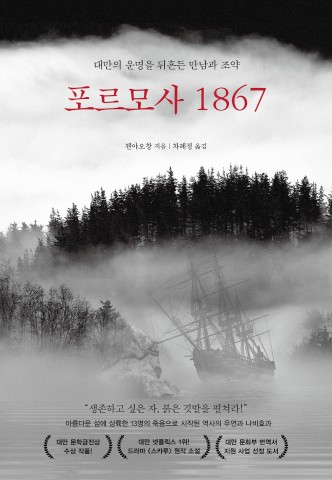 대만의 운명을 뒤흔든 만남과 조약
포르모사 1867
첸야오창 지음 | 차혜정 옮김
“생존하고 싶은 자, 붉은 깃발을 펼쳐라!”
아름다운 섬에 상륙한 13명의 죽음으로 시작된 역사의 우연과 나비효과
대만 문학금전상
수상 작품!
대만 넷플릭스 1위!
드라마 〈스카루〉 원작 소설
대만 문화부 번역서
지원 사업 선정 도서